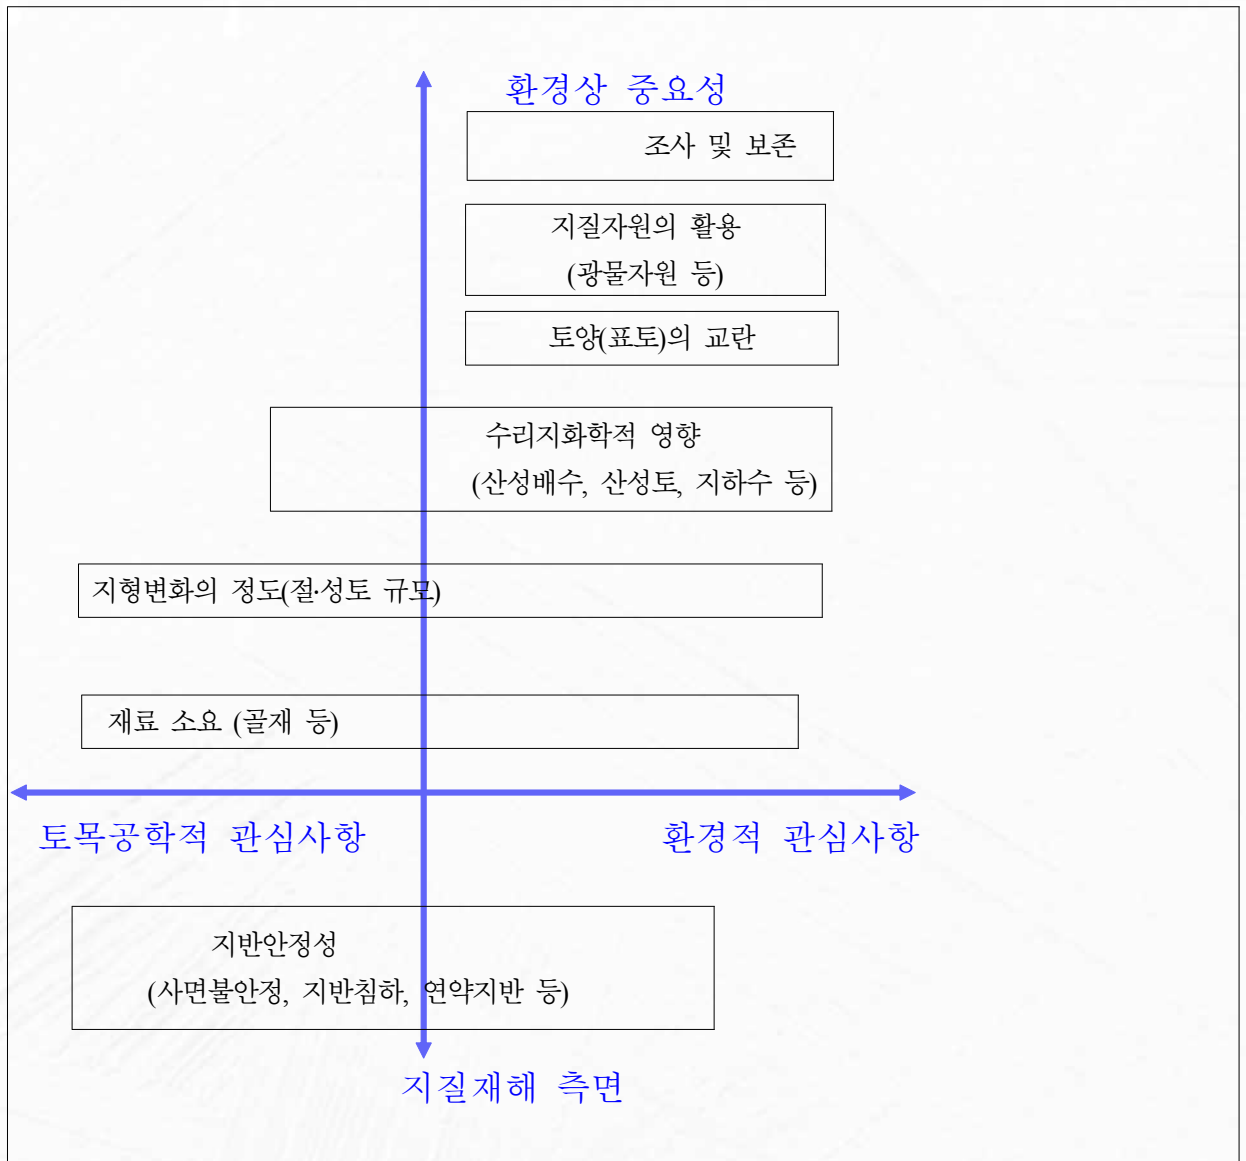 환경상 중요성
조사 및 보존
지질자원의 활용
(광물자원 등)
토양(표토)의 교란
수리지화학적 영향
(산성배수, 산성토, 지하수 등)
지형변화의 정도(절·성토 규모)
재료 소요 (골재 등)
토목공학적 관심사항
환경적 관심사항
지반안정성
(사면불안정, 지반침하, 연약지반 등)
지질재해 측면